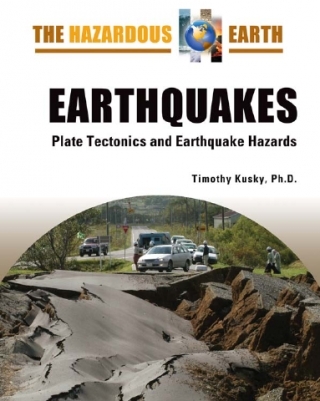 THE HAZARDOUS EARTH
EARTHQUAKES
Plate Tectonics and Earthquake Hazards
Timothy Kusky, Ph.D.